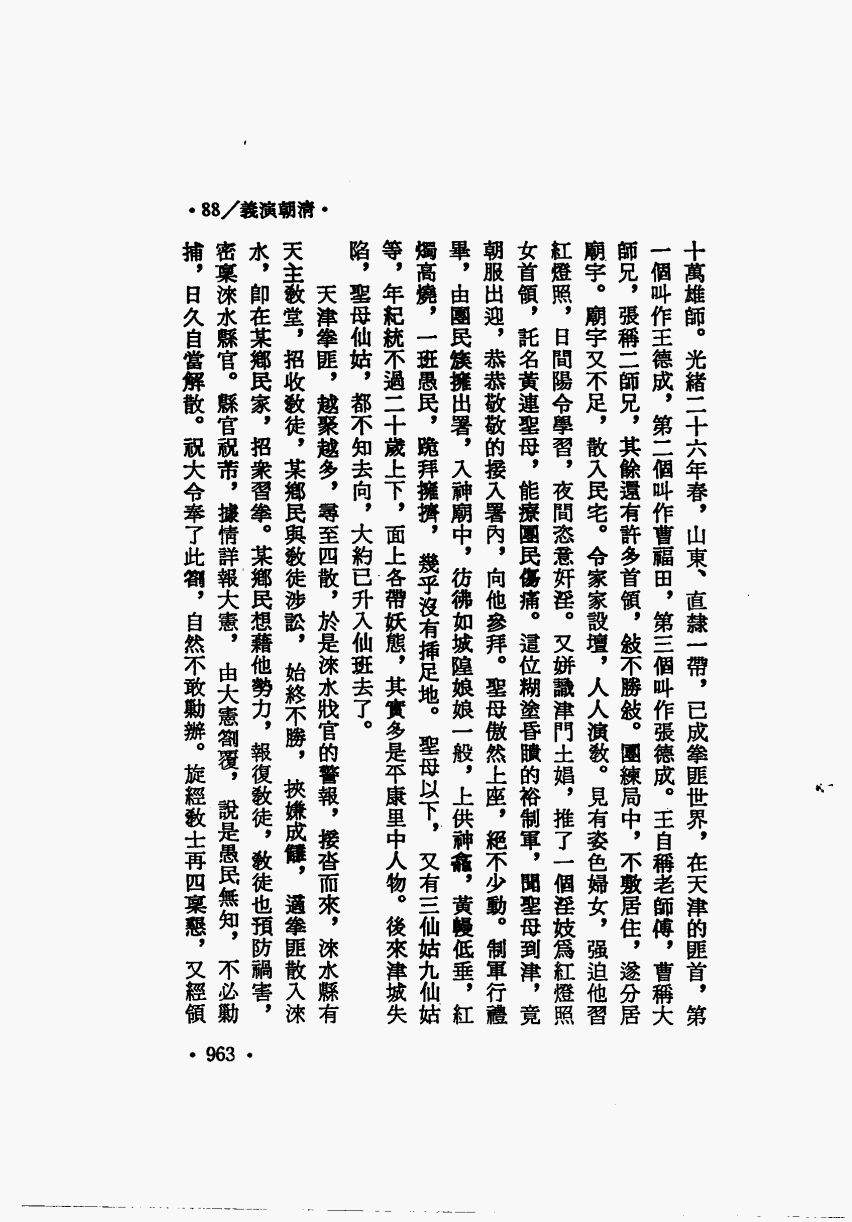 •88／義演朝清•
十萬雄師。光緒二十六年春，山東、直隸一帶，已成拳匪世界，在天津的匪首，第
一個叫作王德成，第二個叫作曹福田，第三個叫作張德成。王自稱老師傅，曹稱大
師兄，張稱二師兄，其餘還有許多首領，敍不勝敍。團練局中，不敷居住，遂分居
廟宇。廟宇又不足，散入民宅。令家家設壇，人人演教。見有姿色婦女，强迫他習
紅燈照，日間陽令學習，夜間恣意奸淫。又姘識津門土娼，推了一個淫妓爲紅燈照
女首領，託名黃連聖母，能療團民傷痛。這位糊塗昏瞶的裕制軍，聞聖母到津，竟
朝服出迎，恭恭敬敬的接入署內，向他參拜。聖母傲然上座，絕不少動。制軍行禮
畢，由團民簇擁出署，入神廟中，彷彿如城隍娘娘一般，上供神龕，黃幔低垂，紅
燭高燒，一班愚民，跪拜擁擠，幾乎沒有揷足地。聖母以下，又有三仙姑九仙姑
等，年紀統不過二十歲上下，面上各帶妖態，其實多是平康里中人物。後來津城失
陷，聖母仙姑，都不知去向，大約已升入仙班去了。
天津拳匪，越聚越多，尋至四散，於是淶水戕官的警報，接沓而來，淶水縣有
天主教堂，招收教徒，某鄉民與教徒涉訟，始終不勝，挾嫌成讎，適拳匪散入淶
水，卽在某鄉民家，招衆習拳。某鄉民想藉他勢力，報復教徒，教徒也預防禍害，
密稟淶水縣官。縣官祝芾，據情詳報大憲，由大憲劄覆，說是愚民無知，不必勦
捕，日久自當解散。祝大令奉了此劄，自然不敢勦辦。旋經教士再四稟懇，又經領
•963•